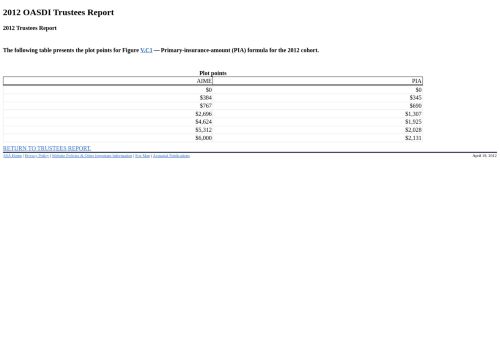 2012 OASDI Trustees Report
2012 Trustees Report
The following table presents the plot points for Figure V.C1 — Primary-insurance-amount (PIA) formula for the 2012 cohort.
Plot points
AIME PIA
$0 $0
$384 $345
$767 $690
$2,696 $1,307
$4,624 $1,925
$5,312 $2,028
$6,000 $2,131
RETURN TO TRUSTEES REPORT
SSA Home | Privacy Policy | Website Policies & Other Important Information | Site Map | Actuarial Publications April 19, 2012